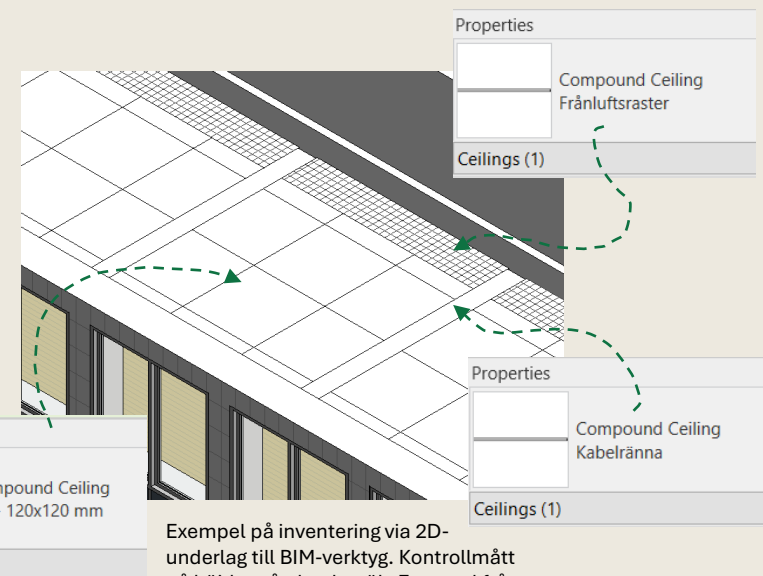 Properties
Compound Ceiling
Frånluftsraster
Ceilings (1)
Properties
Compound Ceiling
Kabelränna
Ceilings (1)
Ceiling
120x120 mm
Exempel på inventering via 2D-
underlag till BIM-verktyg. Kontrollmått